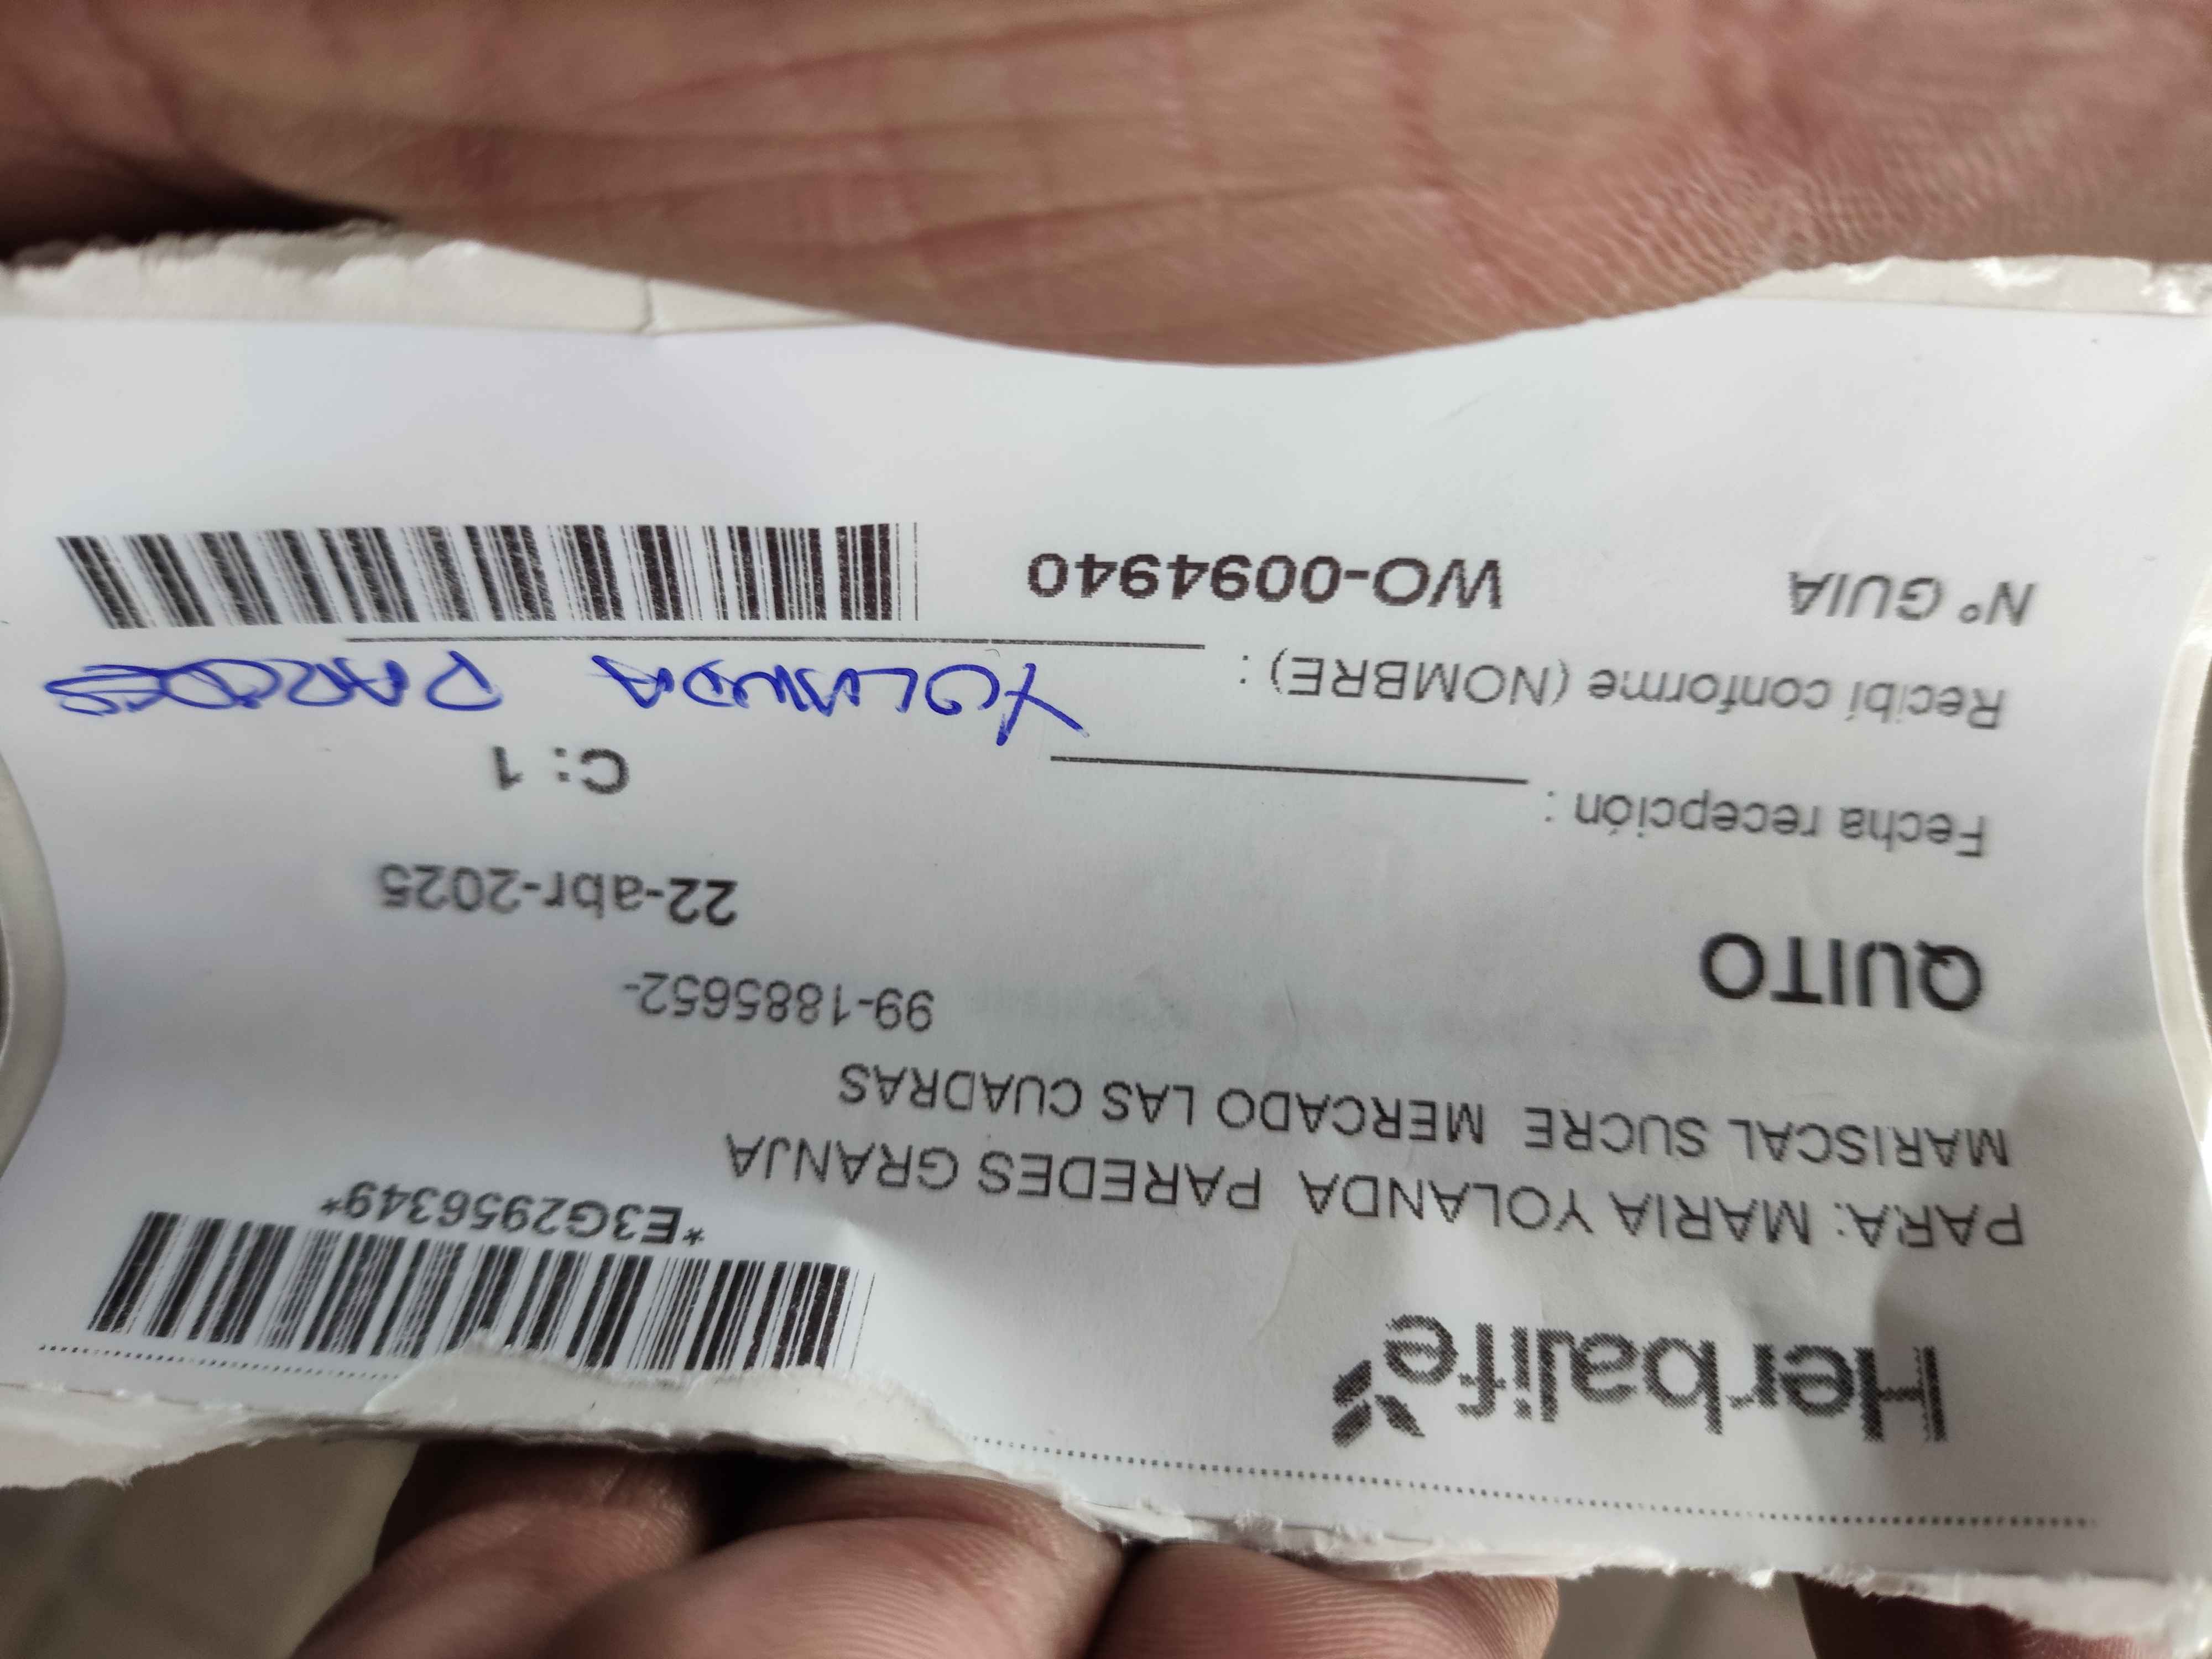 Herbalife
*E3G2956349*
PARA: MARIA YOLANDA PAREDES GRANJA
MARISCAL SUCRE MERCADO LAS CUADRAS
99-1885652-
QUITO
22-abr-2025
Fecha recepción :
C: 1
Recibí conforme (NOMBRE) : YOLANDA PAREDES
N° GUIA WO-0094940